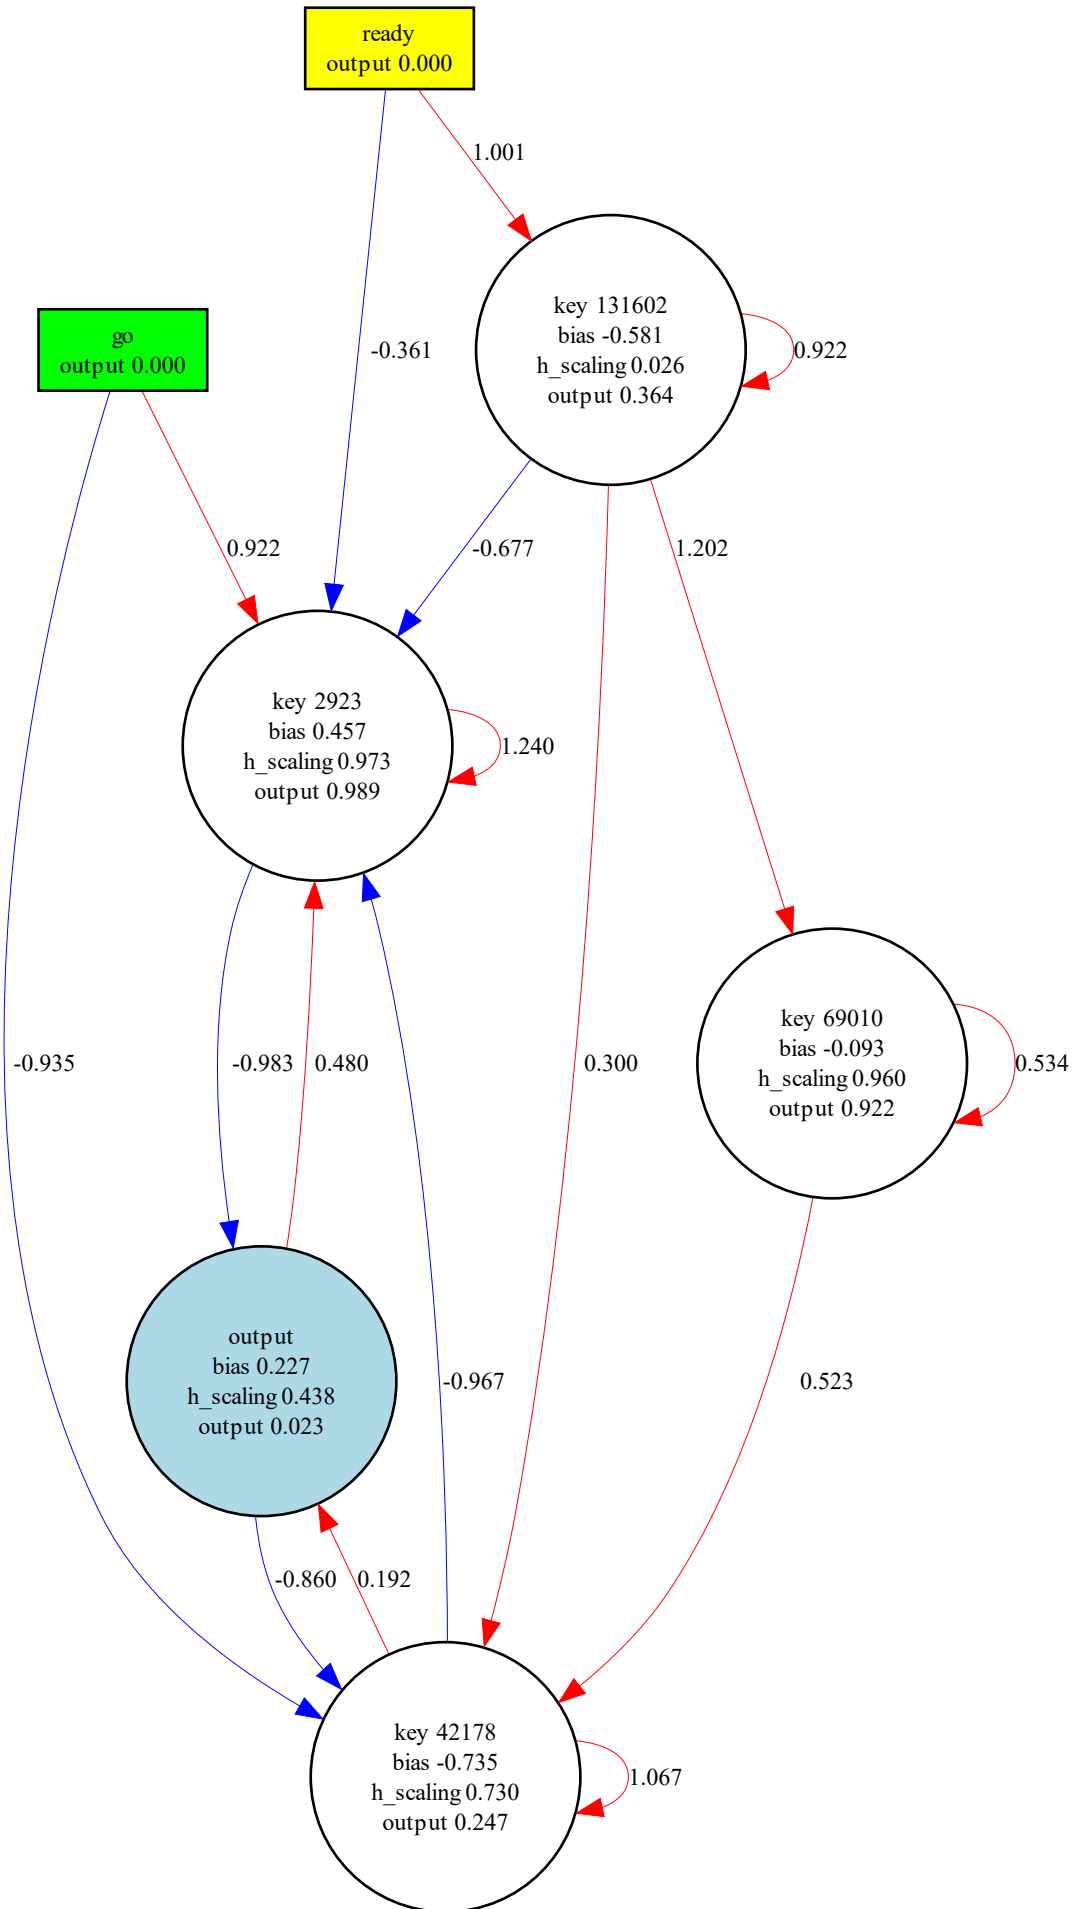 ready
output 0.000
1.001
key 131602
bias -0.581
h_scaling 0.026
output 0.364
0.922
go
output 0.000
-0.361
0.922
-0.677
1.202
key 2923
bias 0.457
h_scaling 0.973
output 0.989
1.240
key 69010
bias -0.093
h_scaling 0.960
output 0.922
0.534
-0.935
-0.983
0.480
0.300
output
bias 0.227
h_scaling 0.438
output 0.023
-0.967
0.523
-0.860
0.192
key 42178
bias -0.735
h_scaling 0.730
output 0.247
1.067